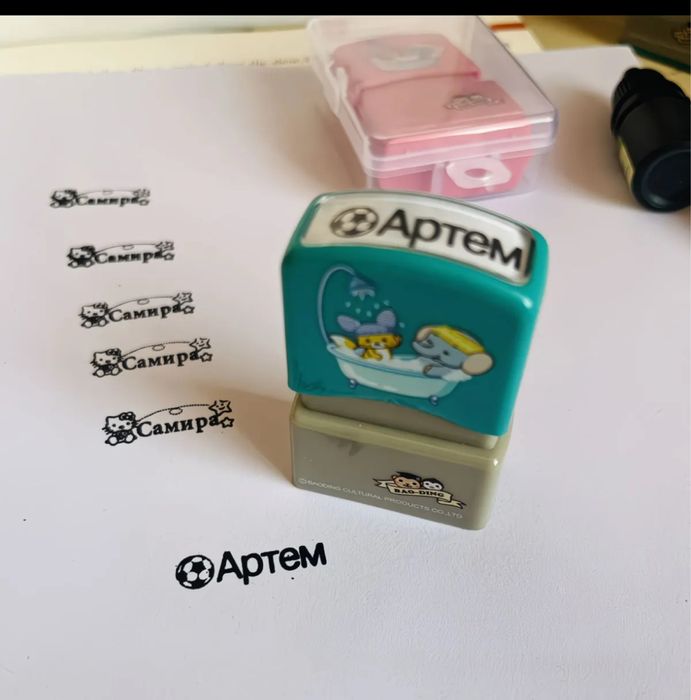 Артем
Самира
Самира
Самира
Самира
Самира
BAO-DING
©BAODING CULTURAL PRODUCTS CO.,LTD
Артем